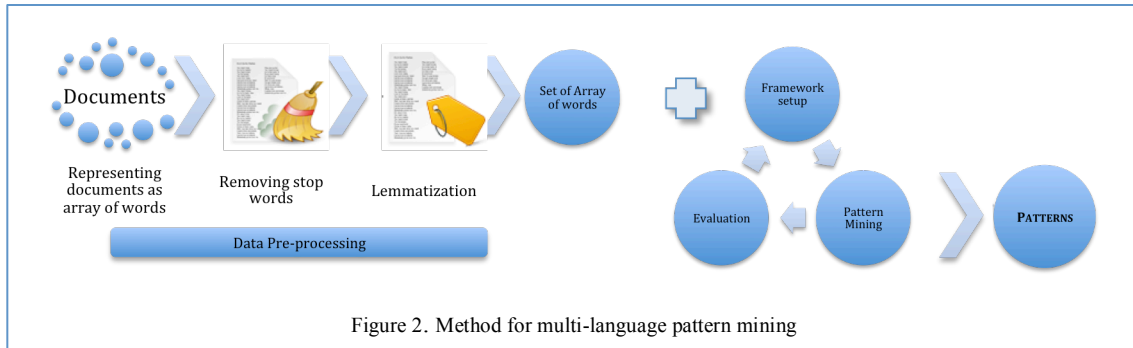 Documents
Representing
documents as
array of words
Removing stop
words
Lemmatization
Data Pre-processing
Set of Array
of words
Framework
setup
Evaluation
Pattern
Mining
PATTERNS
Figure 2. Method for multi-language pattern mining